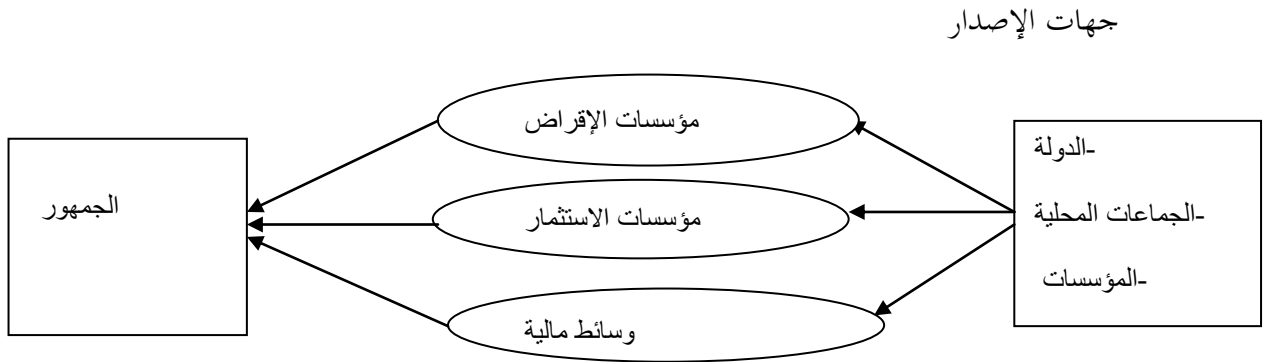 جهات الإصدار
-الدولة
-الجماعات المحلية
-المؤسسات
مؤسسات الإقراض
مؤسسات الاستثمار
وسائط مالية
الجمهور